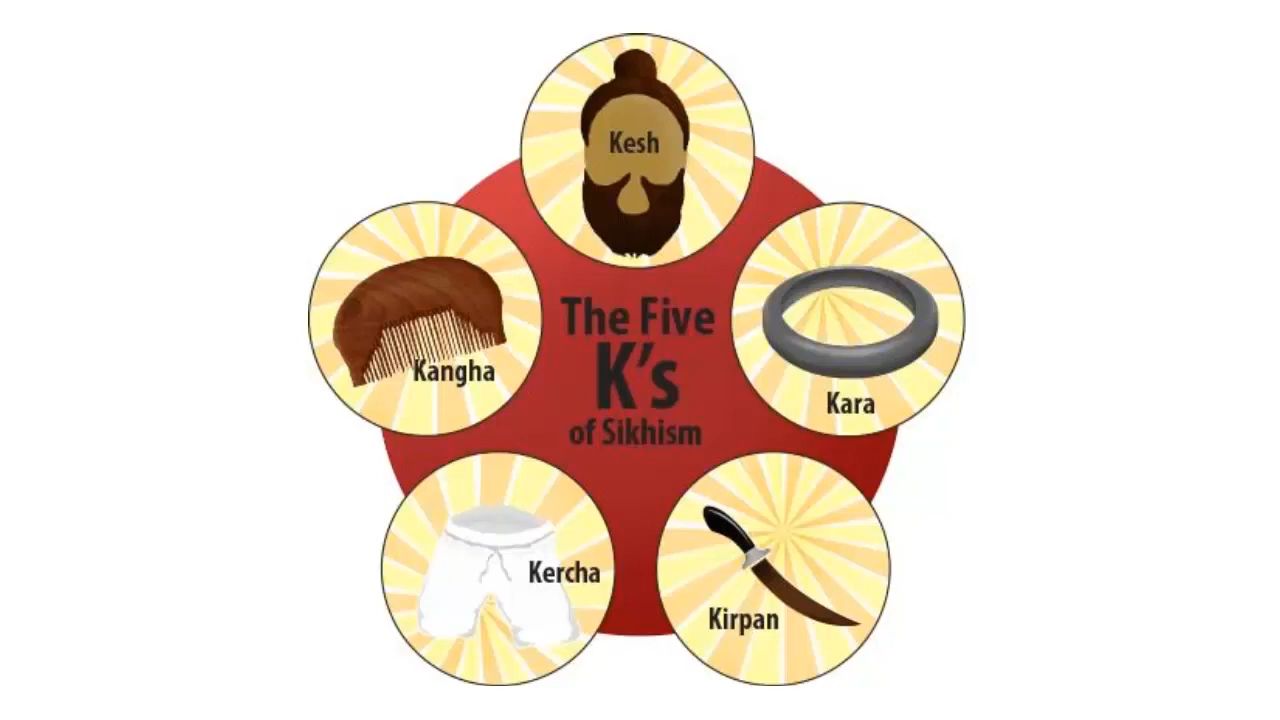 Kesh
Kangha
Kara
The Five
K's
of Sikhism
Kercha
Kirpan